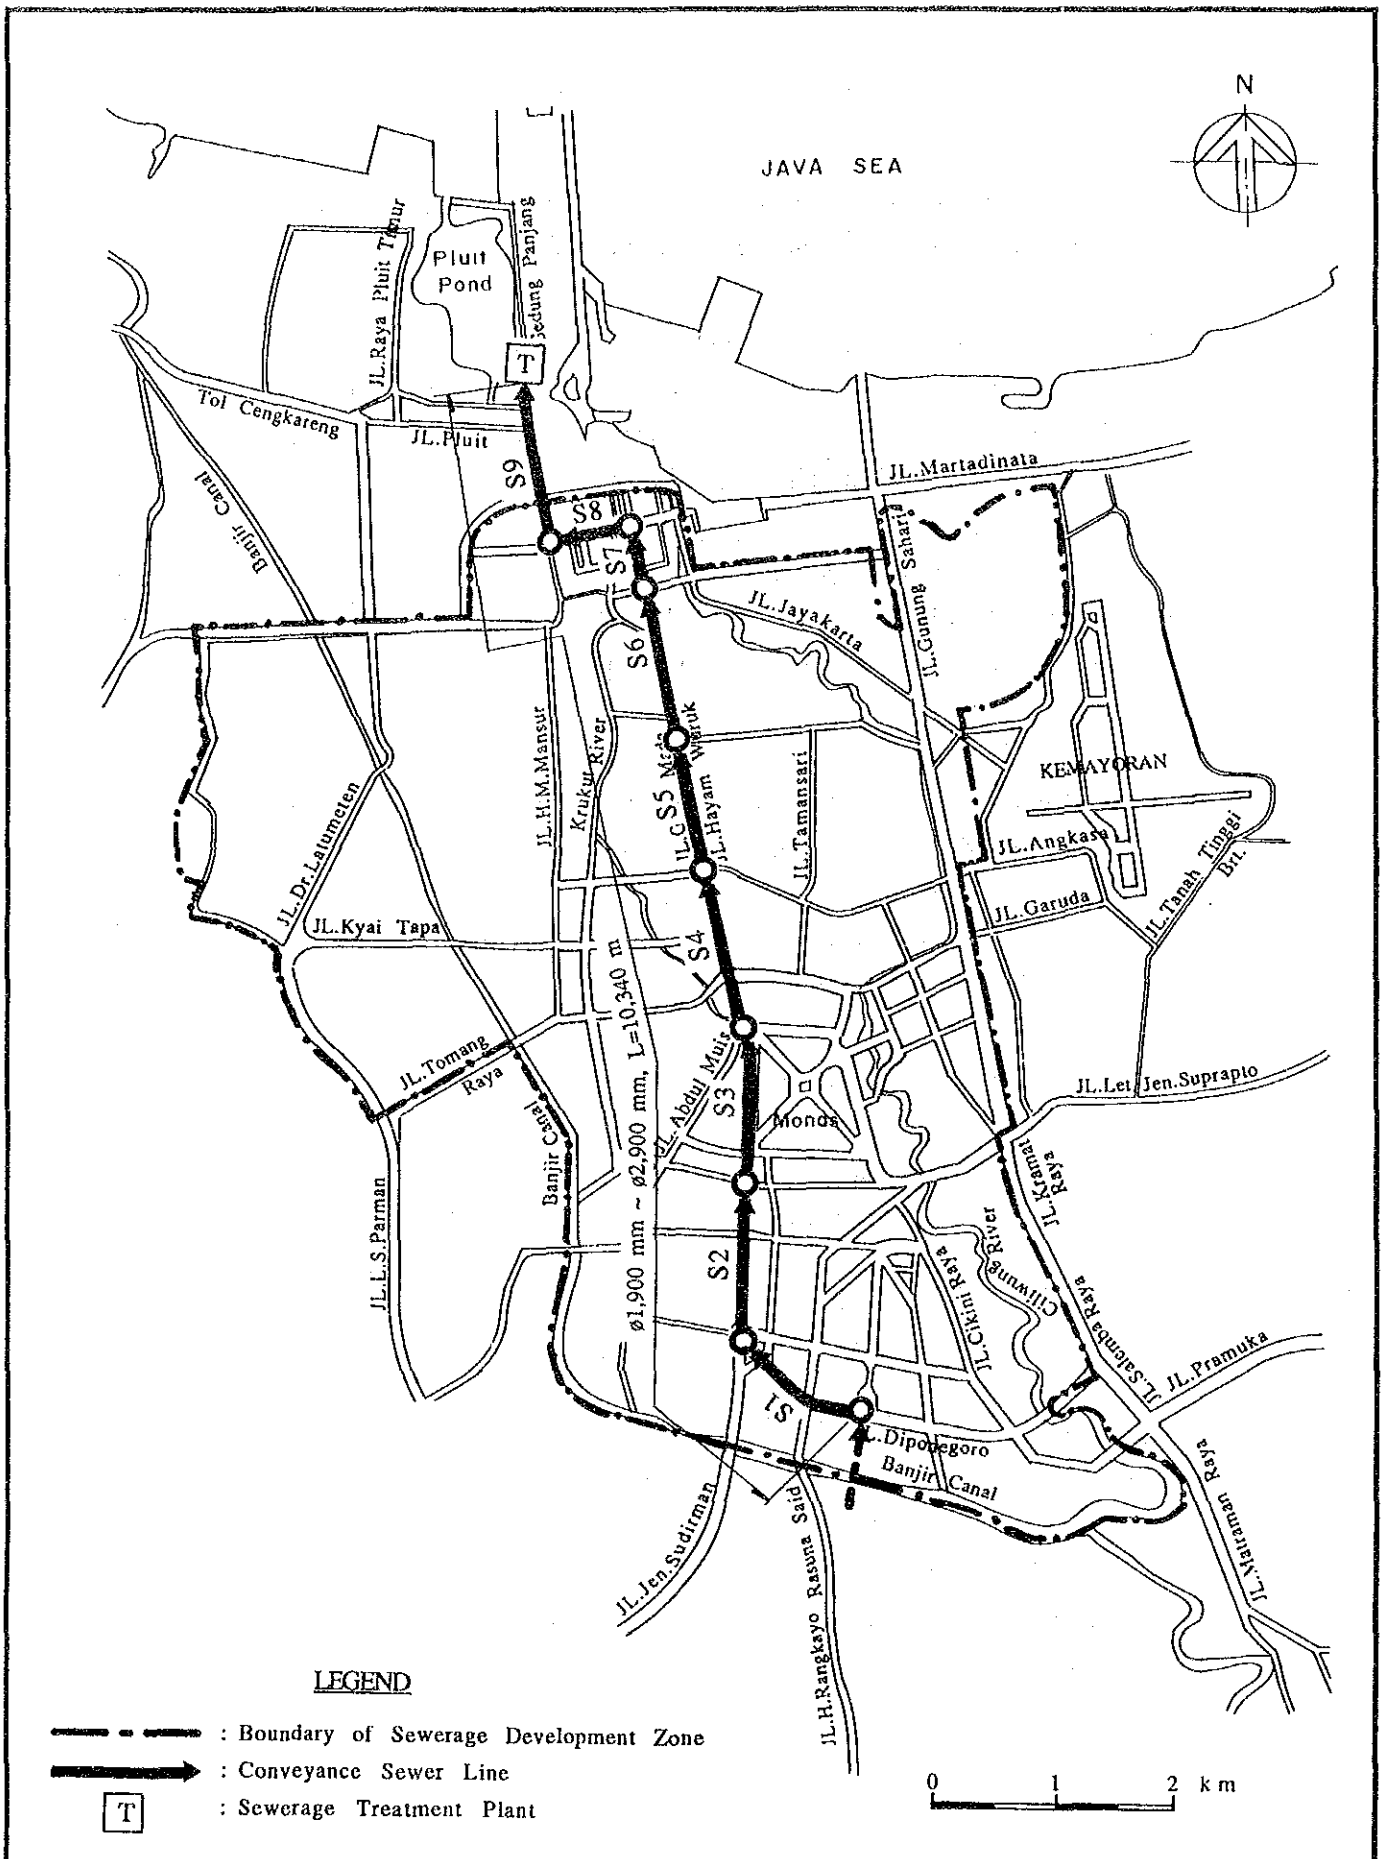 N
JAVA SEA
JL.Raya Pluit Timur
Pluit
Pond
jedung Panjang
T
Tol Cengkareng
JL.Pluit
Banjir Canal
S9
S8
S7
JL.Martadinata
JL.Gunung Sahari
JL.Jayakarta
S6
JL.H.M.Mansur
Krukut River
S5
JL.Hayam Wuruk
JL.Tamansari
KEMAYORAN
JL.Angkasa
JL.Tanah Tinggi
Brt.
JL.Garuda
JL.Dr.Latumeten
JL.Kyai Tapa
S4
JL.Tomang
Raya
Banjir Canal
JL.Abdul Muis
S3
Monas
JL.Let.Jen.Suprapto
JL.Kramat
Raya
JL.L.S.Parman
ø1,900 mm ~ ø2,900 mm, L=10,340 m
S2
JL.Cikini Raya
Ciliwung River
JL.Salemba Raya
JL.Pramuka
S1
JL.Diponegoro
Banjir Canal
JL.Jen.Sudirman
JL.H.Rangkayo Rasuna Said
JL.Matraman Raya
LEGEND
: Boundary of Sewerage Development Zone
: Conveyance Sewer Line
T : Sewerage Treatment Plant
0 1 2 km